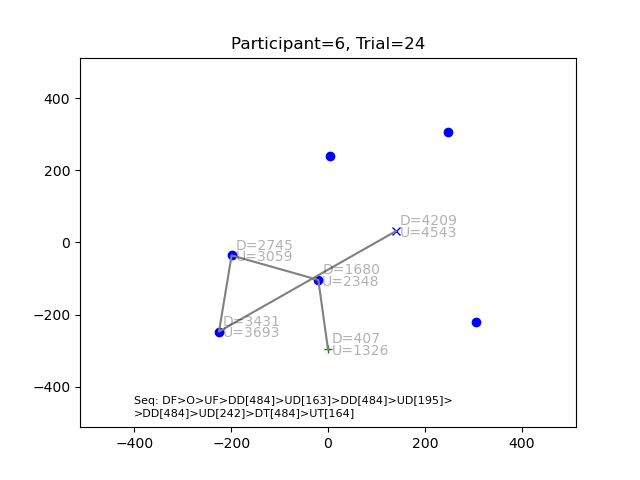 Participant=6, Trial=24
400
200
0
−200
−400
D=4209
U=4543
D=2745
U=3059
D=1680
U=2348
D=3431
U=3693
D=407
U=1326
Seq: DF>O>UF>DD[484]>UD[163]>DD[484]>UD[195]>
>DD[484]>UD[242]>DT[484]>UT[164]
−400
−200
0
200
400